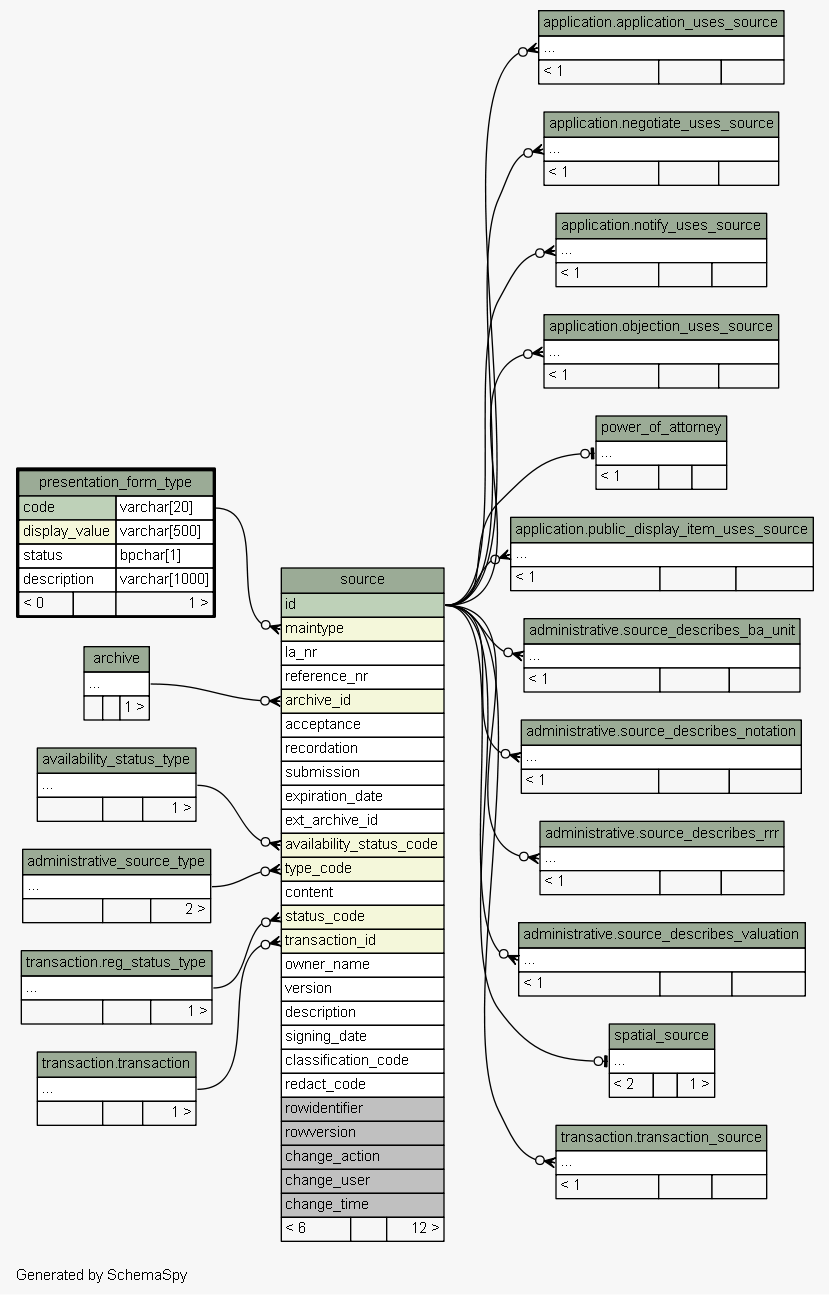 application.application_uses_source
...
< 1
application.negotiate_uses_source
...
< 1
application.notify_uses_source
...
< 1
application.objection_uses_source
...
< 1
power_of_attorney
...
< 1
presentation_form_type
code varchar[20]
display_value varchar[500]
status bpchar[1]
description varchar[1000]
< 0 1 >
application.public_display_item_uses_source
...
< 1
source
id
maintype
la_nr
reference_nr
archive_id
acceptance
recordation
submission
expiration_date
ext_archive_id
availability_status_code
type_code
content
status_code
transaction_id
owner_name
version
description
signing_date
classification_code
redact_code
rowidentifier
rowversion
change_action
change_user
change_time
< 6 12 >
archive
...
1 >
availability_status_type
...
1 >
administrative_source_type
...
2 >
transaction.reg_status_type
...
1 >
transaction.transaction
...
1 >
administrative.source_describes_ba_unit
...
< 1
administrative.source_describes_notation
...
< 1
administrative.source_describes_rrr
...
< 1
administrative.source_describes_valuation
...
< 1
spatial_source
...
< 2 1 >
transaction.transaction_source
...
< 1
Generated by SchemaSpy